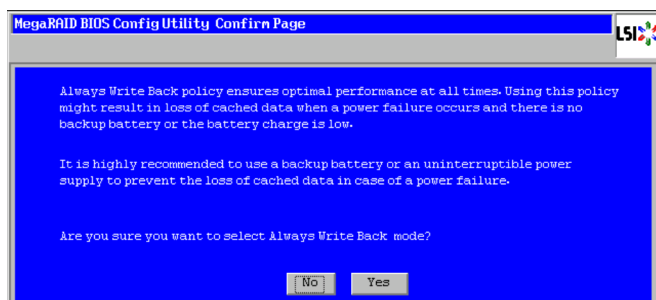 MegaRAID BIOS Config Utility Confirm Page
LSI
Always Write Back policy ensures optimal performance at all times. Using this policy
might result in loss of cached data when a power failure occurs and there is no
backup battery or the battery charge is low.
It is highly recommended to use a backup battery or an uninterruptible power
supply to prevent the loss of cached data in case of a power failure.
Are you sure you want to select Always Write Back mode?
No Yes